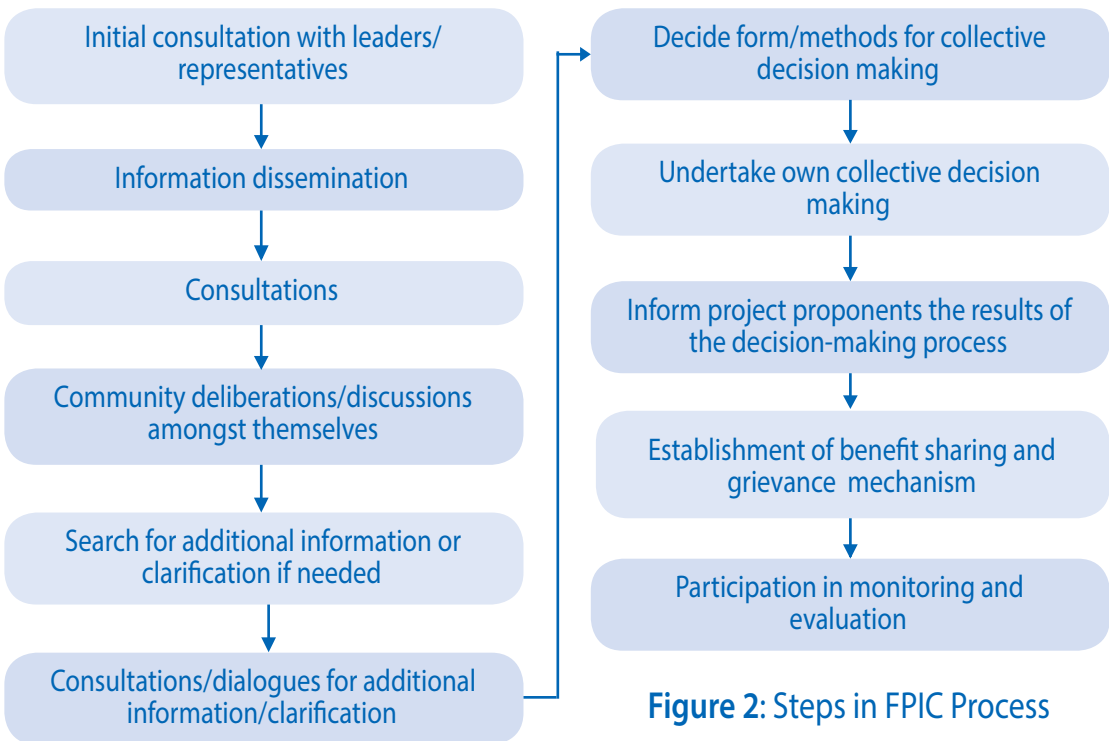 Initial consultation with leaders/
representatives
Information dissemination
Consultations
Community deliberations/discussions
amongst themselves
Search for additional information or
clarification if needed
Consultations/dialogues for additional
information/clarification
Decide form/methods for collective
decision making
Undertake own collective decision
making
Inform project proponents the results of
the decision-making process
Establishment of benefit sharing and
grievance mechanism
Participation in monitoring and
evaluation
Figure 2: Steps in FPIC Process